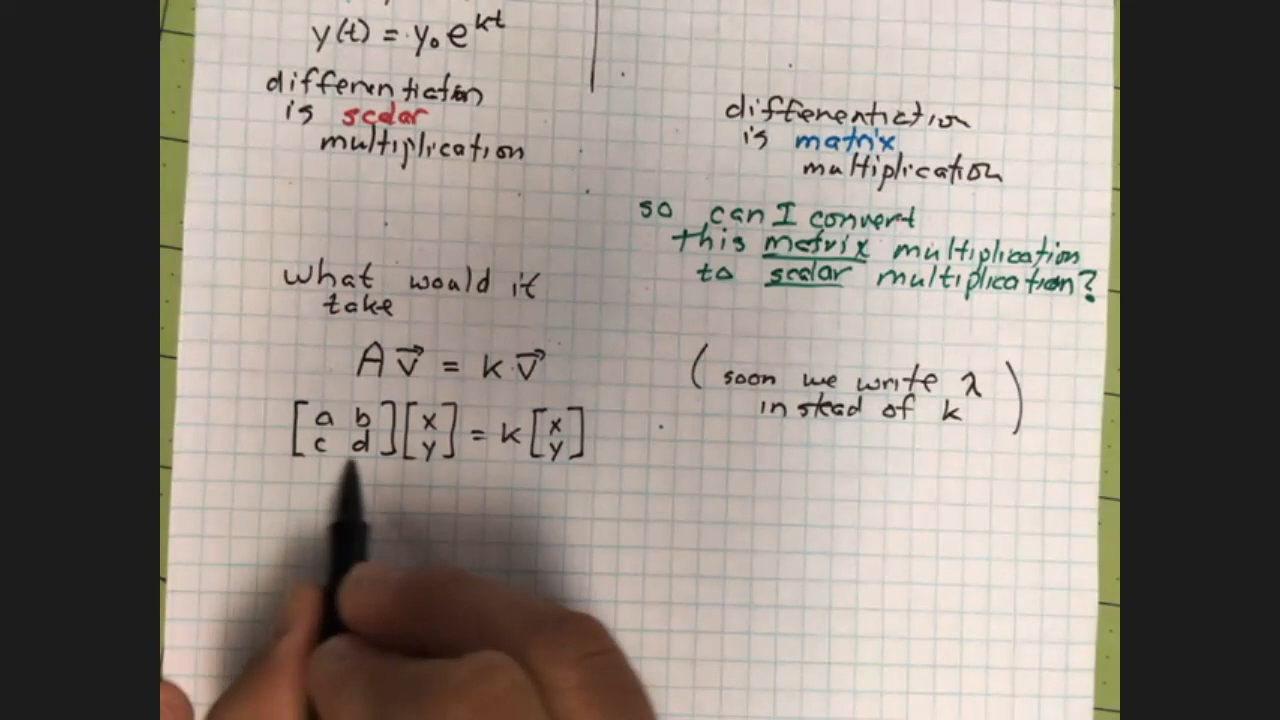 y(t) = y₀ e^{kt}
differentiation
is scalar
multiplication
differentiation
is matrix
multiplication
so can I convert
this matrix multiplication
to scalar multiplication?
what would it
take
A v⃗ = k v⃗
[a b; c d] [x; y] = k [x; y]
(soon we write λ
instead of k)